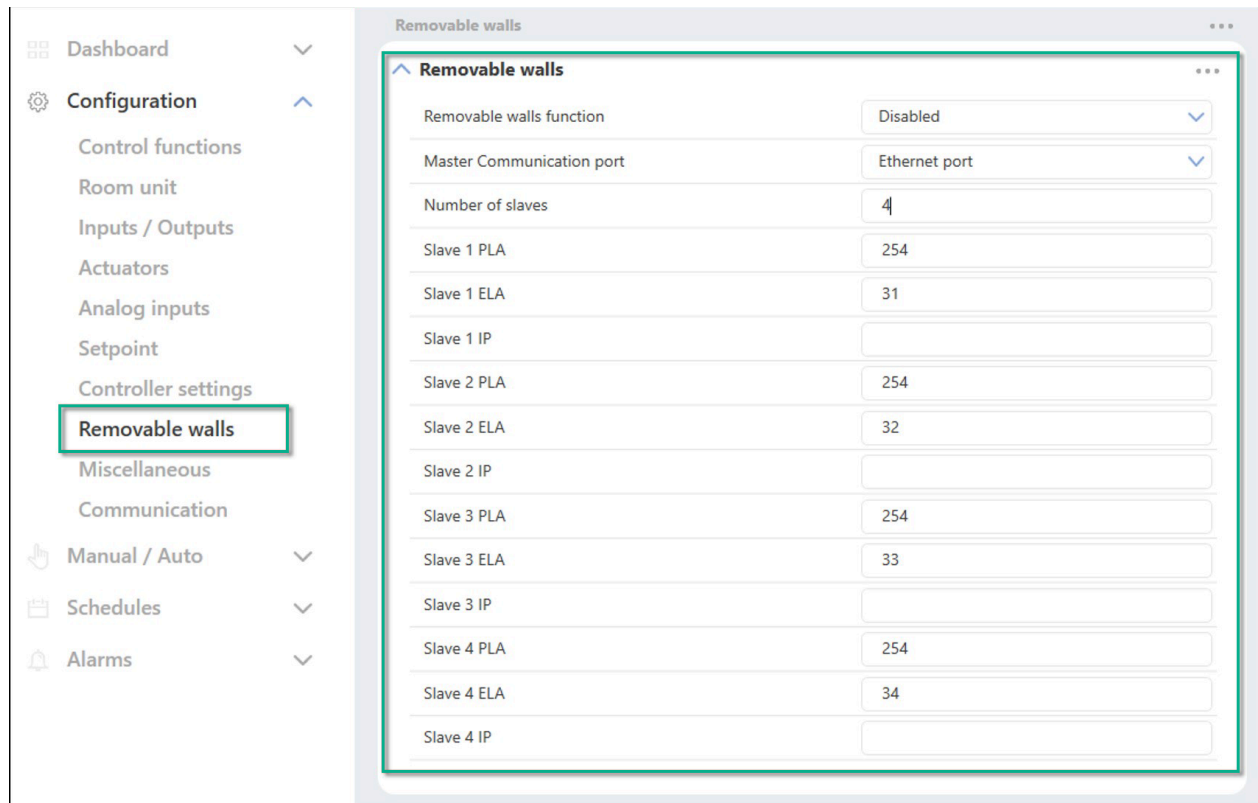 Dashboard
Configuration
Control functions
Room unit
Inputs / Outputs
Actuators
Analog inputs
Setpoint
Controller settings
Removable walls
Miscellaneous
Communication
Manual / Auto
Schedules
Alarms
Removable walls
Removable walls
Removable walls function Disabled
Master Communication port Ethernet port
Number of slaves 4
Slave 1 PLA 254
Slave 1 ELA 31
Slave 1 IP
Slave 2 PLA 254
Slave 2 ELA 32
Slave 2 IP
Slave 3 PLA 254
Slave 3 ELA 33
Slave 3 IP
Slave 4 PLA 254
Slave 4 ELA 34
Slave 4 IP